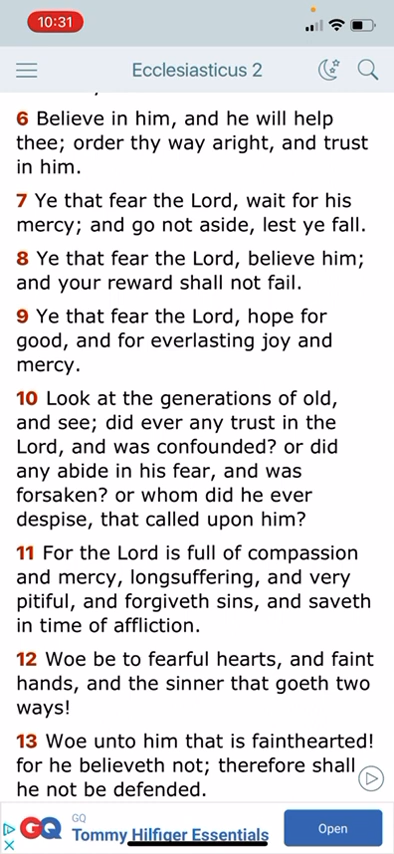 10:31
Ecclesiasticus 2
6 Believe in him, and he will help
thee; order thy way aright, and trust
in him.
7 Ye that fear the Lord, wait for his
mercy; and go not aside, lest ye fall.
8 Ye that fear the Lord, believe him;
and your reward shall not fail.
9 Ye that fear the Lord, hope for
good, and for everlasting joy and
mercy.
10 Look at the generations of old,
and see; did ever any trust in the
Lord, and was confounded? or did
any abide in his fear, and was
forsaken? or whom did he ever
despise, that called upon him?
11 For the Lord is full of compassion
and mercy, longsuffering, and very
pitiful, and forgiveth sins, and saveth
in time of affliction.
12 Woe be to fearful hearts, and faint
hands, and the sinner that goeth two
ways!
13 Woe unto him that is fainthearted!
for he believeth not; therefore shall
he not be defended.
GQ
GQ
Tommy Hilfiger Essentials
Open